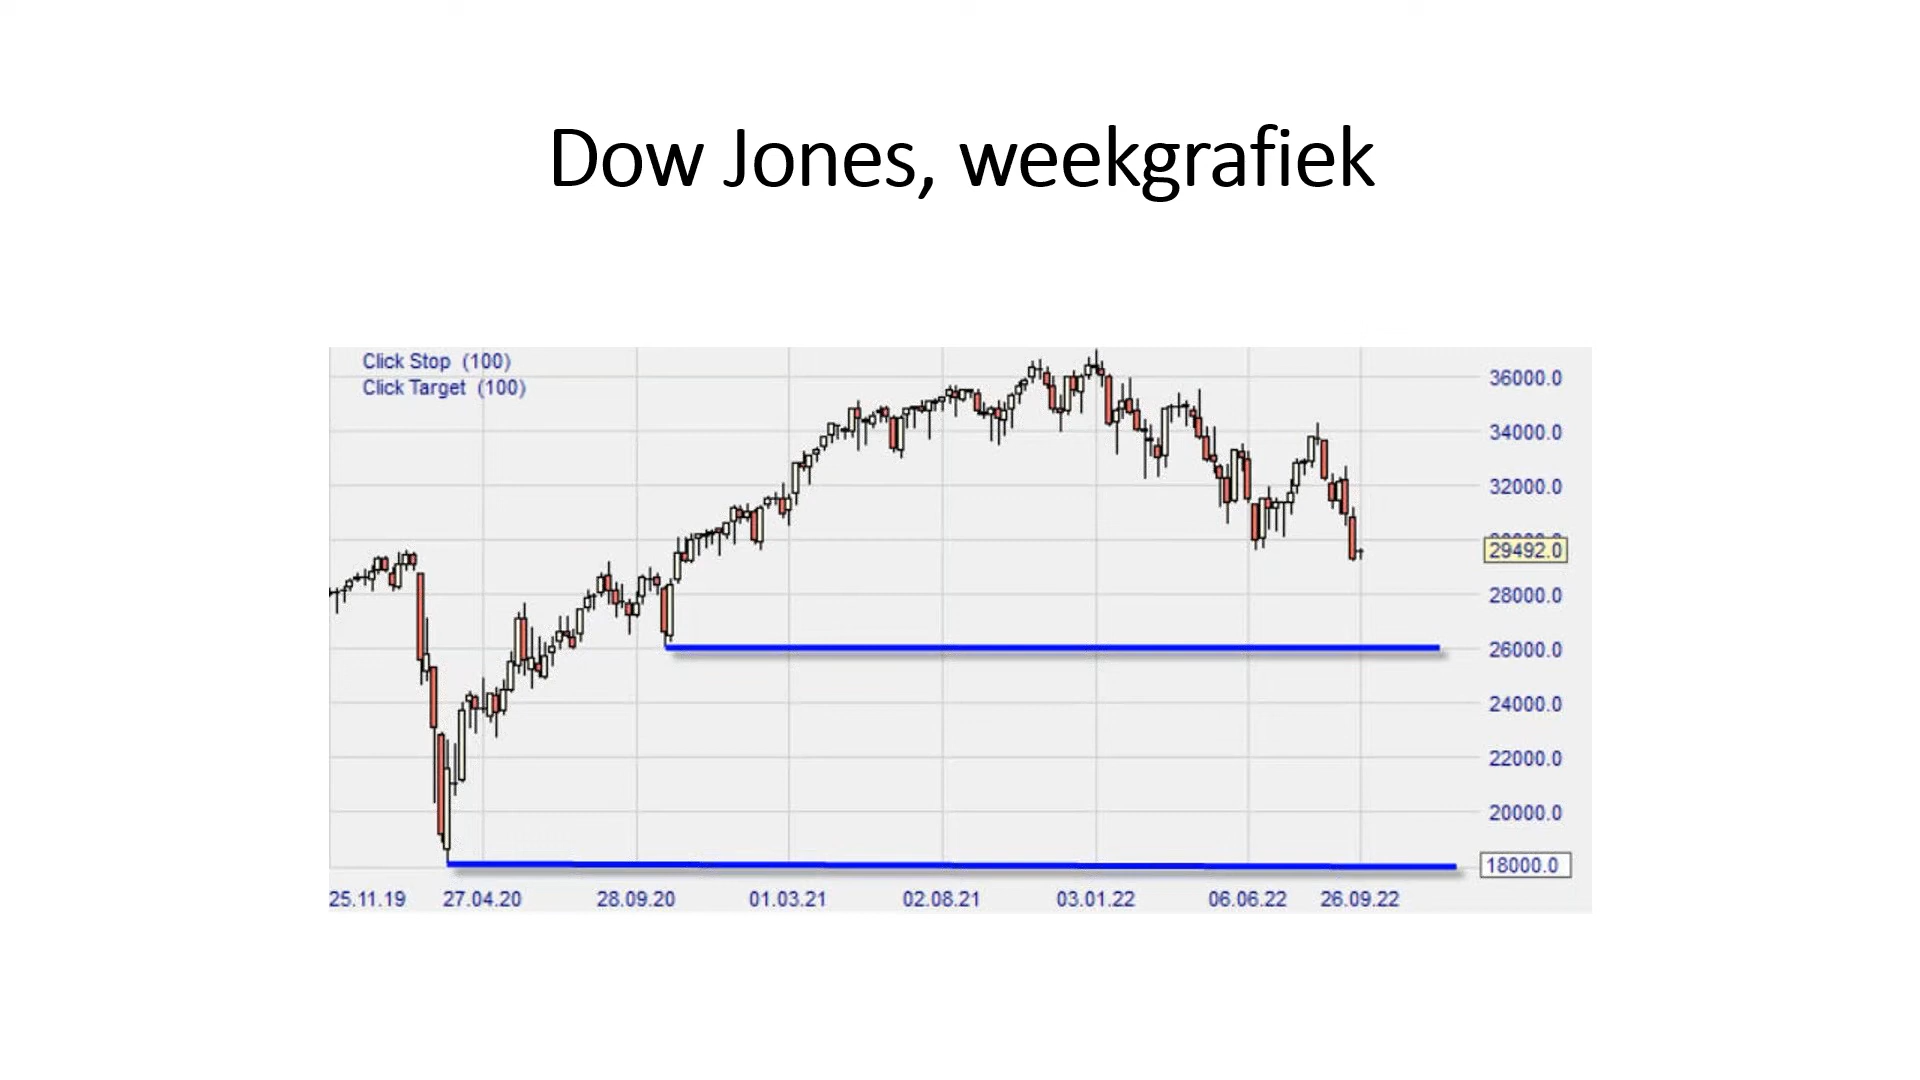 Dow Jones, weekgrafiek
Click Stop (100)
Click Target (100)
36000.0
34000.0
32000.0
29492.0
28000.0
26000.0
24000.0
22000.0
20000.0
18000.0
25.11.19 27.04.20 28.09.20 01.03.21 02.08.21 03.01.22 06.06.22 26.09.22